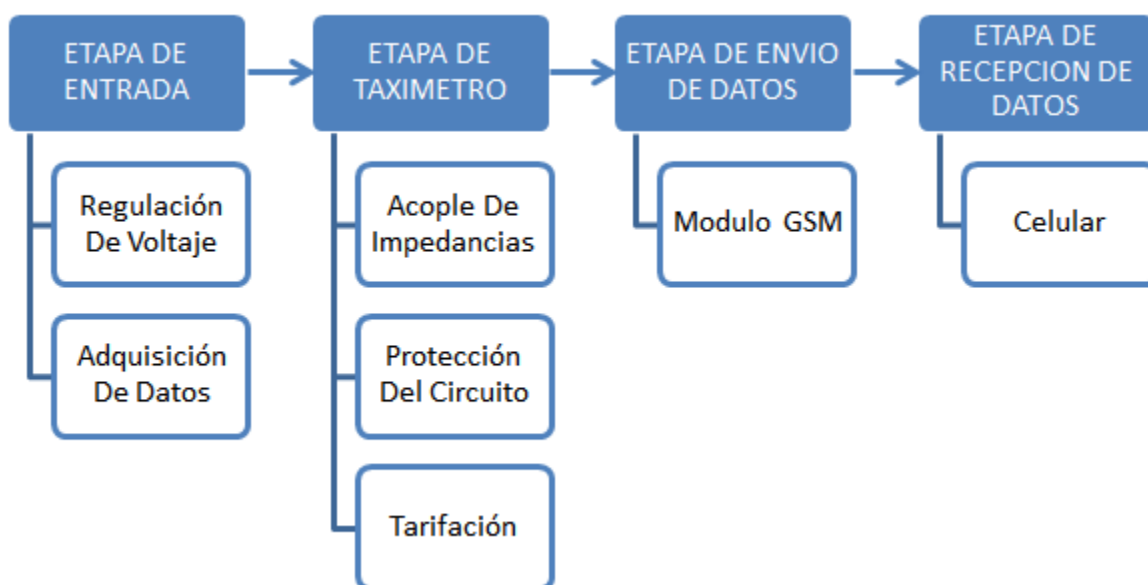 ETAPA DE
ENTRADA
Regulación
De Voltaje
Adquisición
De Datos
ETAPA DE
TAXIMETRO
Acople De
Impedancias
Protección
Del Circuito
Tarifación
ETAPA DE ENVIO
DE DATOS
Modulo GSM
ETAPA DE
RECEPCION DE
DATOS
Celular